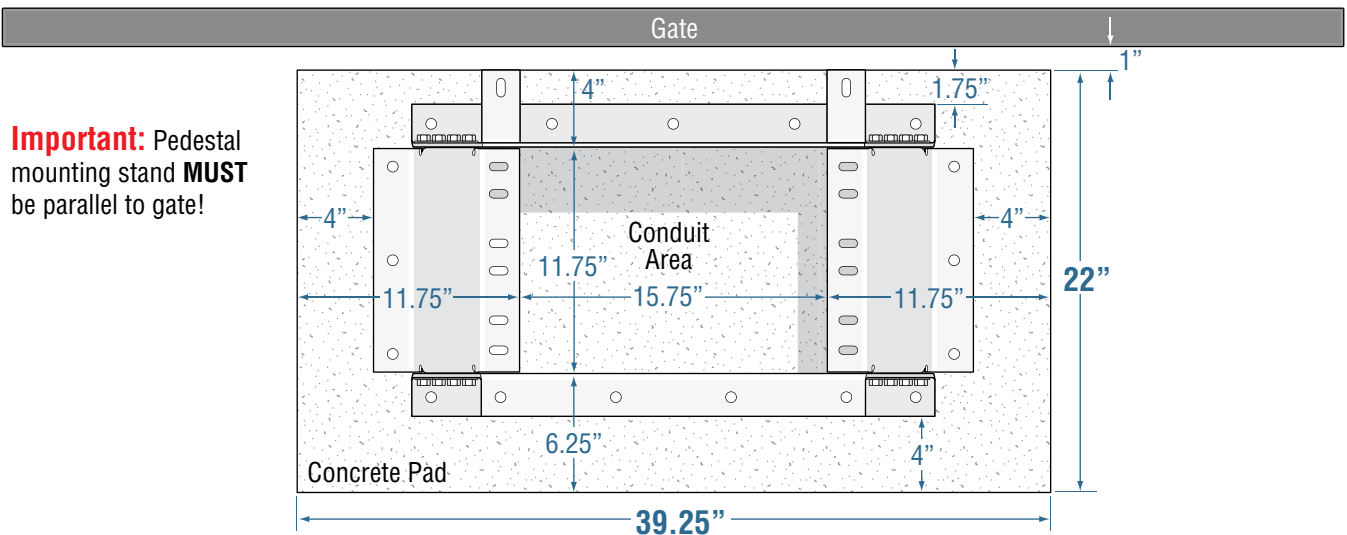 Gate
1”
4”
1.75”
Important: Pedestal
mounting stand MUST
be parallel to gate!
4”
4”
Conduit
Area
11.75”
11.75”
15.75”
11.75”
22”
6.25”
4”
Concrete Pad
39.25”